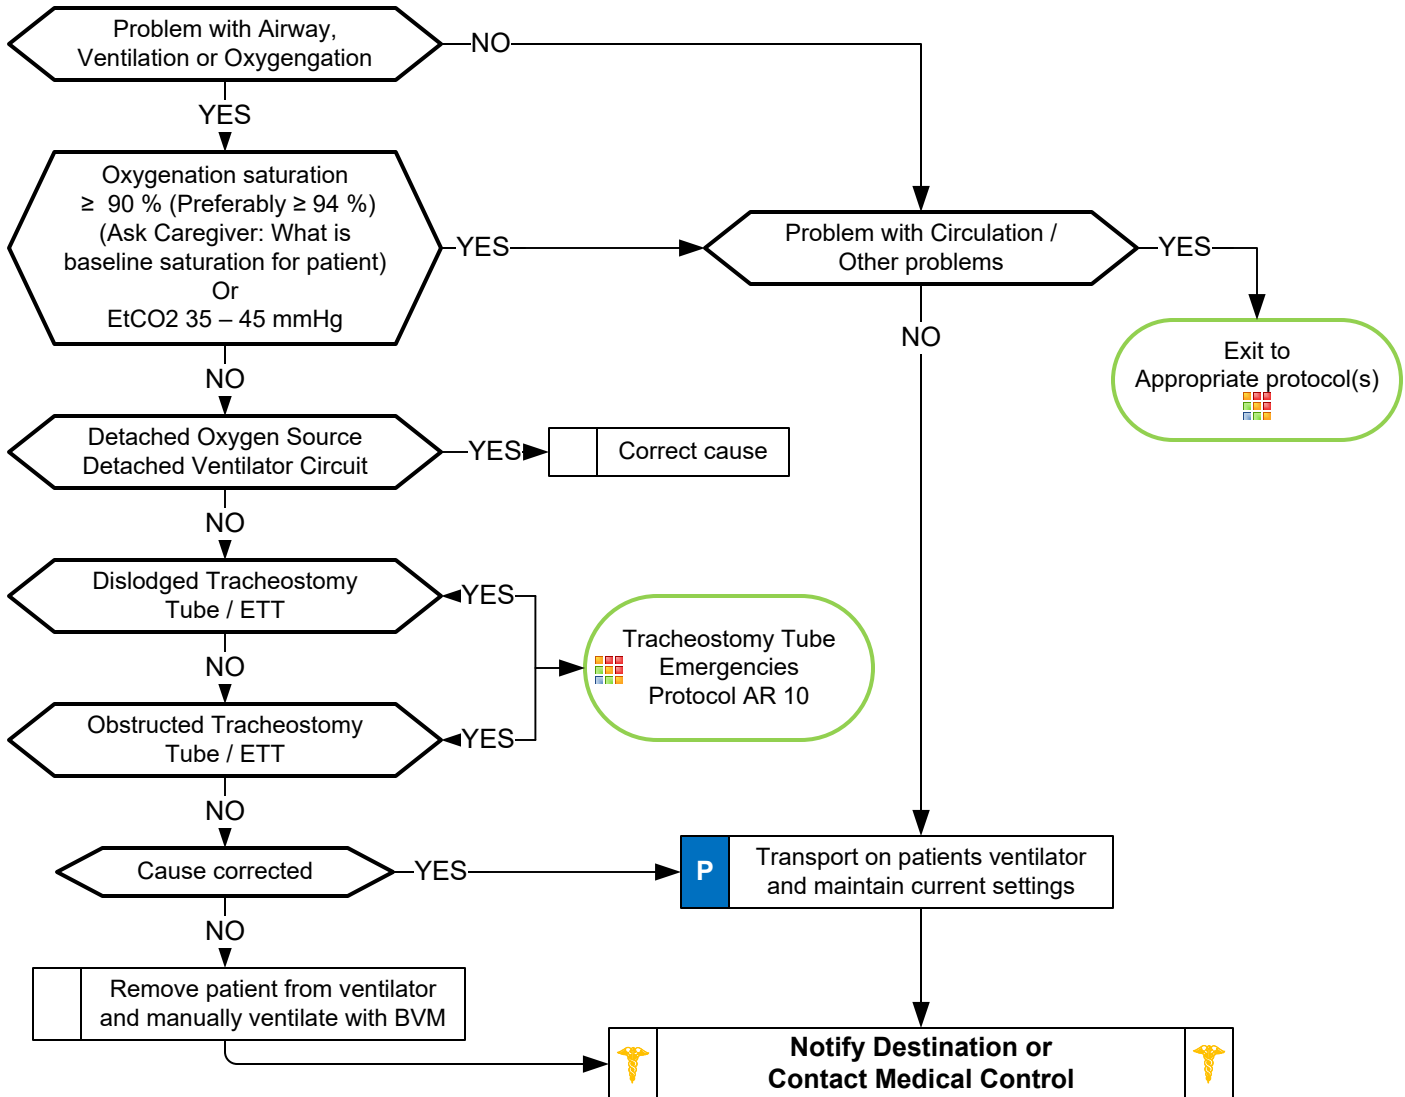 Problem with Airway,
Ventilation or Oxygengation
NO
YES
Oxygenation saturation
≥ 90 % (Preferably ≥ 94 %)
(Ask Caregiver: What is
baseline saturation for patient)
Or
EtCO2 35 – 45 mmHg
YES
Problem with Circulation /
Other problems
YES
NO
Exit to
Appropriate protocol(s)
NO
Detached Oxygen Source
Detached Ventilator Circuit
YES
Correct cause
NO
Dislodged Tracheostomy
Tube / ETT
YES
Tracheostomy Tube
Emergencies
Protocol AR 10
NO
Obstructed Tracheostomy
Tube / ETT
YES
NO
Cause corrected
YES
P
Transport on patients ventilator
and maintain current settings
NO
Remove patient from ventilator
and manually ventilate with BVM
Notify Destination or
Contact Medical Control